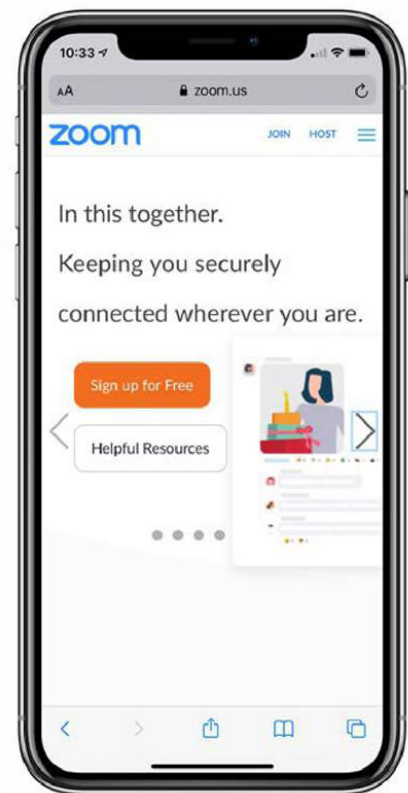 10:33
AA zoom.us
zoom JOIN HOST
In this together.
Keeping you securely
connected wherever you are.
Sign up for Free
Helpful Resources